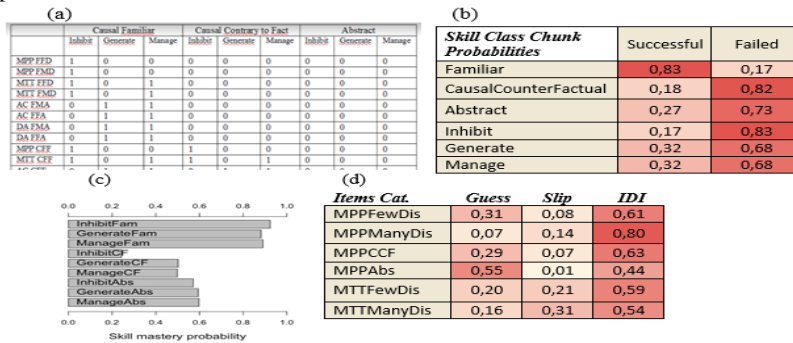 (a)
Causal Familiar Causal Contrary to Fact Abstract
Inhibit Generate Manage Inhibit Generate Manage Inhibit Generate Manage
MPP FFD 1 0 0 0 0 0 0 0 0
MPP FMD 1 0 0 0 0 0 0 0 0
MTT FFD 1 0 1 0 0 0 0 0 0
MTT FMD 1 0 1 0 0 0 0 0 0
AC FMA 0 1 1 0 0 0 0 0 0
AC FFA 0 1 1 0 0 0 0 0 0
DA FMA 0 1 1 0 0 0 0 0 0
DA FFA 0 1 1 0 0 0 0 0 0
MPP CFF 1 0 0 1 0 0 0 0 0
MTT CFF 1 0 1 1 0 1 0 0 0
(b)
Skill Class Chunk
Probabilities Successful Failed
Familiar 0,83 0,17
CausalCounterFactual 0,18 0,82
Abstract 0,27 0,73
Inhibit 0,17 0,83
Generate 0,32 0,68
Manage 0,32 0,68
(c)
0.0 0.2 0.4 0.6 0.8 1.0
InhibitFam
GenerateFam
ManageFam
InhibitCF
GenerateCF
ManageCF
InhibitAbs
GenerateAbs
ManageAbs
0.0 0.2 0.4 0.6 0.8 1.0
Skill mastery probability
(d)
Items Cat. Guess Slip IDI
MPPFewDis 0,31 0,08 0,61
MPPManyDis 0,07 0,14 0,80
MPPCCF 0,29 0,07 0,63
MPPAbs 0,55 0,01 0,44
MTTFewDis 0,20 0,21 0,59
MTTManyDis 0,16 0,31 0,54